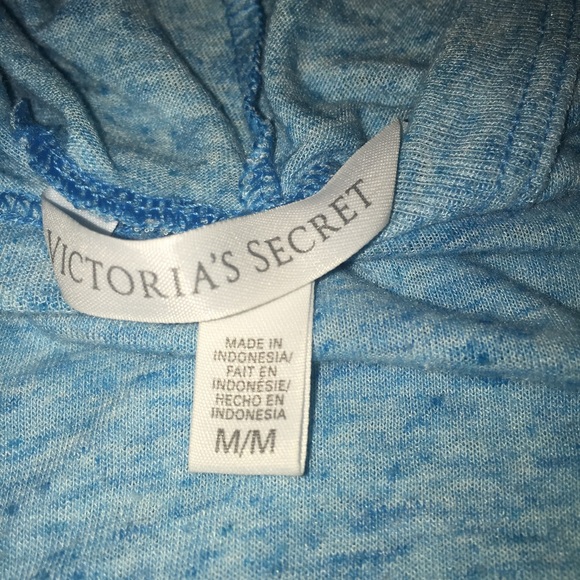 VICTORIA'S SECRET
MADE IN
INDONESIA/
FAIT EN
INDONÉSIE/
HECHO EN
INDONESIA
M/M